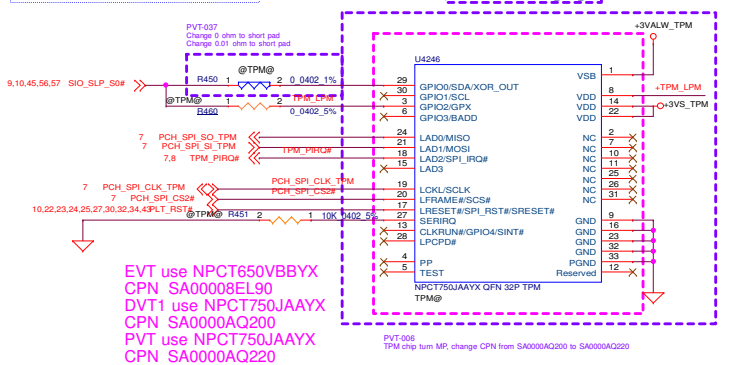 PVT-037
Change 0 ohm to short pad
Change 0.01 ohm to short pad
+3VALW_TPM
U4246
@TPM@
9,10,45,56,57 SIO_SLP_S0#
R450 1 2 0_0402_1%
@TPM@ 1 2 TPM_LPM
R460 0_0402_5%
29 GPIO0/SDA/XOR_OUT
30 GPIO1/SCL
3 GPIO2/GPX
6 GPIO3/BADD
VSB 1
VDD 8 +TPM_LPM
VDD 14 +3VS_TPM
VDD 22
7 PCH_SPI_SO_TPM
7 PCH_SPI_SI_TPM
7,8 TPM_PIRQ# TPM_PIRQ#
24 LAD0/MISO
21 LAD1/MOSI
18 LAD2/SPI_IRQ#
15 LAD3
NC 2
NC 7
NC 10
NC 11
NC 25
NC 26
NC 31
7 PCH_SPI_CLK_TPM PCH_SPI_CLK_TPM
7 PCH_SPI_CS2# PCH_SPI_CS2#
10,22,23,24,25,27,30,32,34,43 PLT_RST#
@TPM@ R451 2 1 10K_0402_5%
19 LCKL/SCLK
20 LFRAME#/SCS#
17 LRESET#/SPI_RST#/SRESET#
27 SERIRQ
13 CLKRUN#/GPIO4/SINT#
28 LPCPD#
4 PP
5 TEST
GND 9
GND 16
GND 23
GND 32
PGND 33
Reserved 12
NPCT750JAAYX QFN 32P TPM
TPM@
EVT use NPCT650VBBYX
CPN SA00008EL90
DVT1 use NPCT750JAAYX
CPN SA0000AQ200
PVT use NPCT750JAAYX
CPN SA0000AQ220
PVT-006
TPM chip turn MP, change CPN from SA0000AQ200 to SA0000AQ220